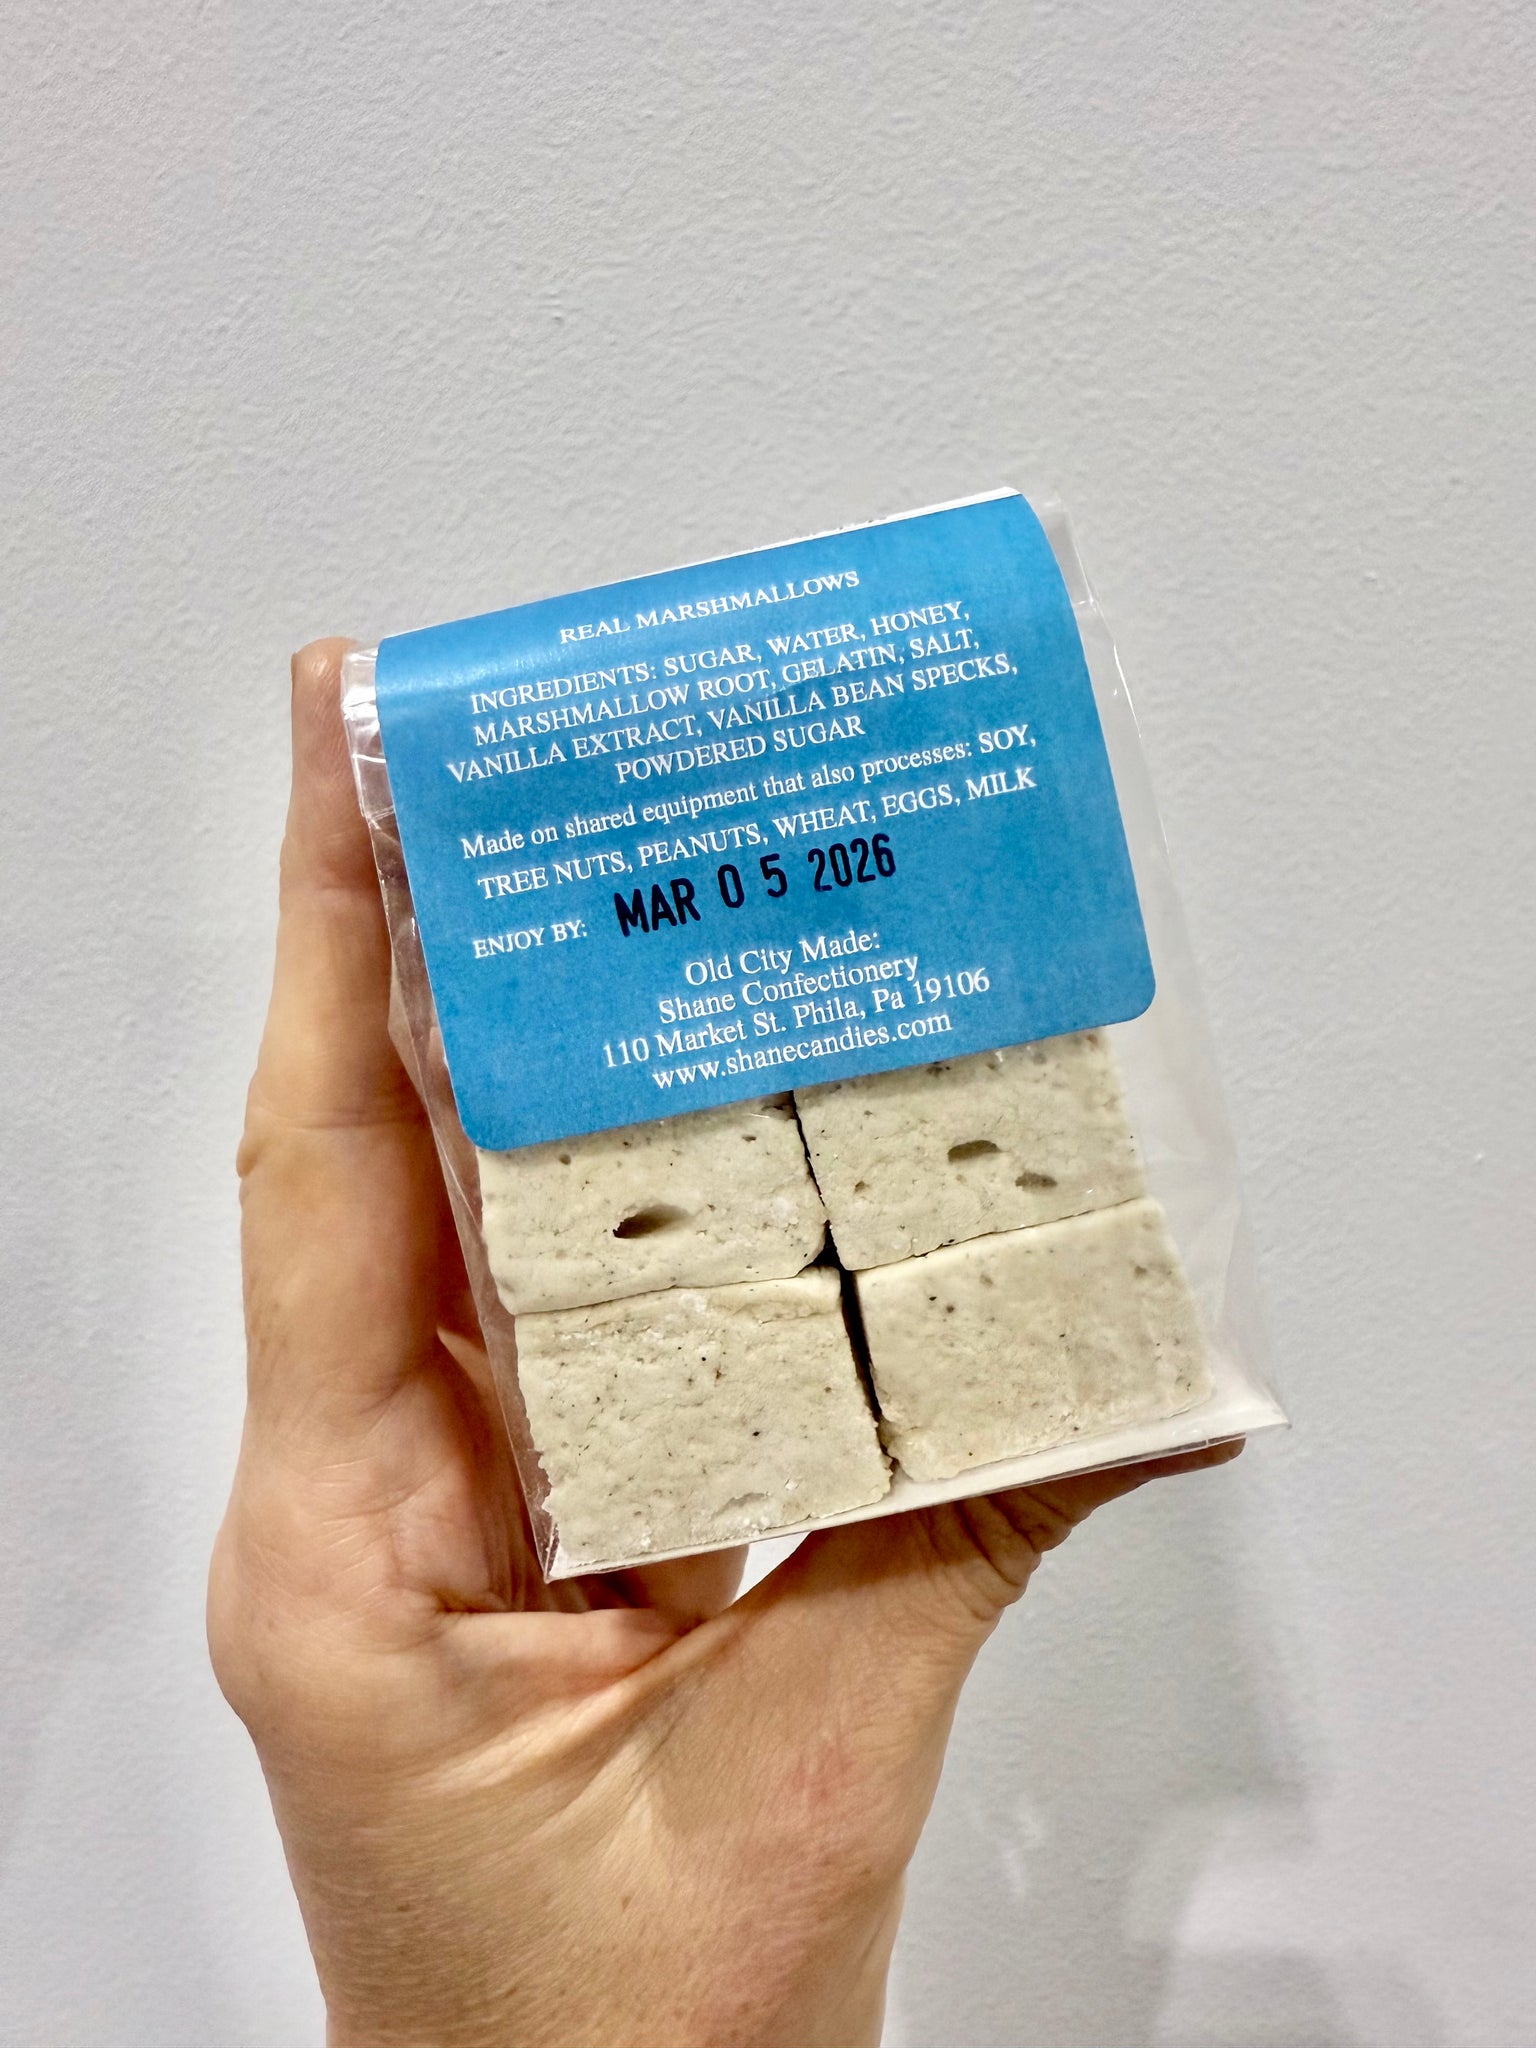 REAL MARSHMALLOWS
INGREDIENTS: SUGAR, WATER, HONEY,
MARSHMALLOW ROOT, GELATIN, SALT,
VANILLA EXTRACT, VANILLA BEAN SPECKS,
POWDERED SUGAR
Made on shared equipment that also processes: SOY,
TREE NUTS, PEANUTS, WHEAT, EGGS, MILK
ENJOY BY: MAR 05 2026
Old City Made:
Shane Confectionery
110 Market St. Phila, Pa 19106
www.shanecandies.com